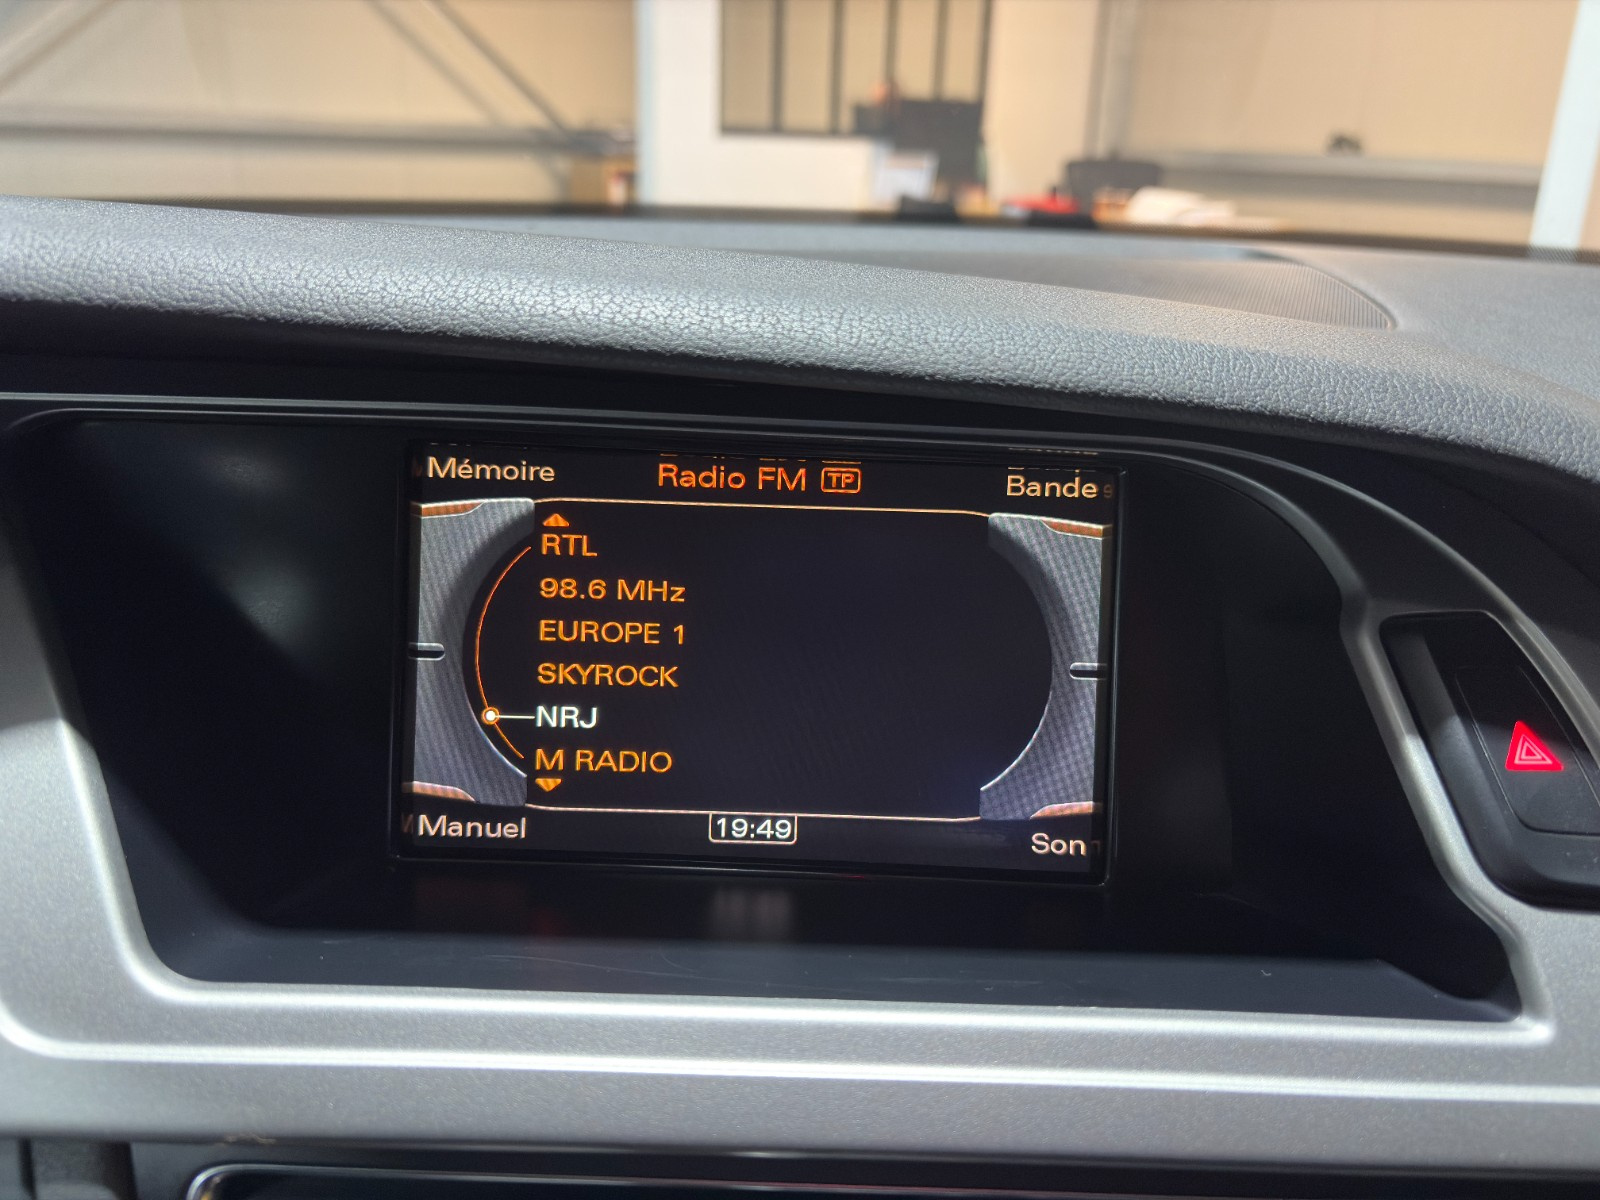 Mémoire Radio FM TP Bande
RTL
98.6 MHz
EUROPE 1
SKYROCK
NRJ
M RADIO
Manuel 19:49 Son